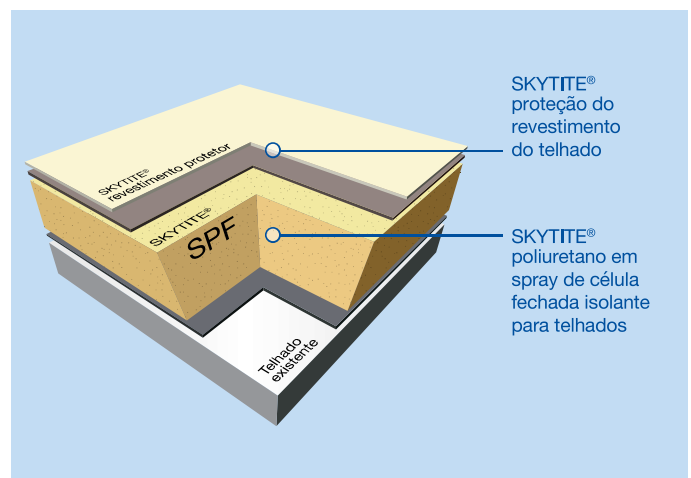 SKYTITE®
proteção do
revestimento
do telhado
SKYTITE®
revestimento protetor
SKYTITE®
SPF
SKYTITE®
poliuretano em
spray de célula
fechada isolante
para telhados
Telhado
existente